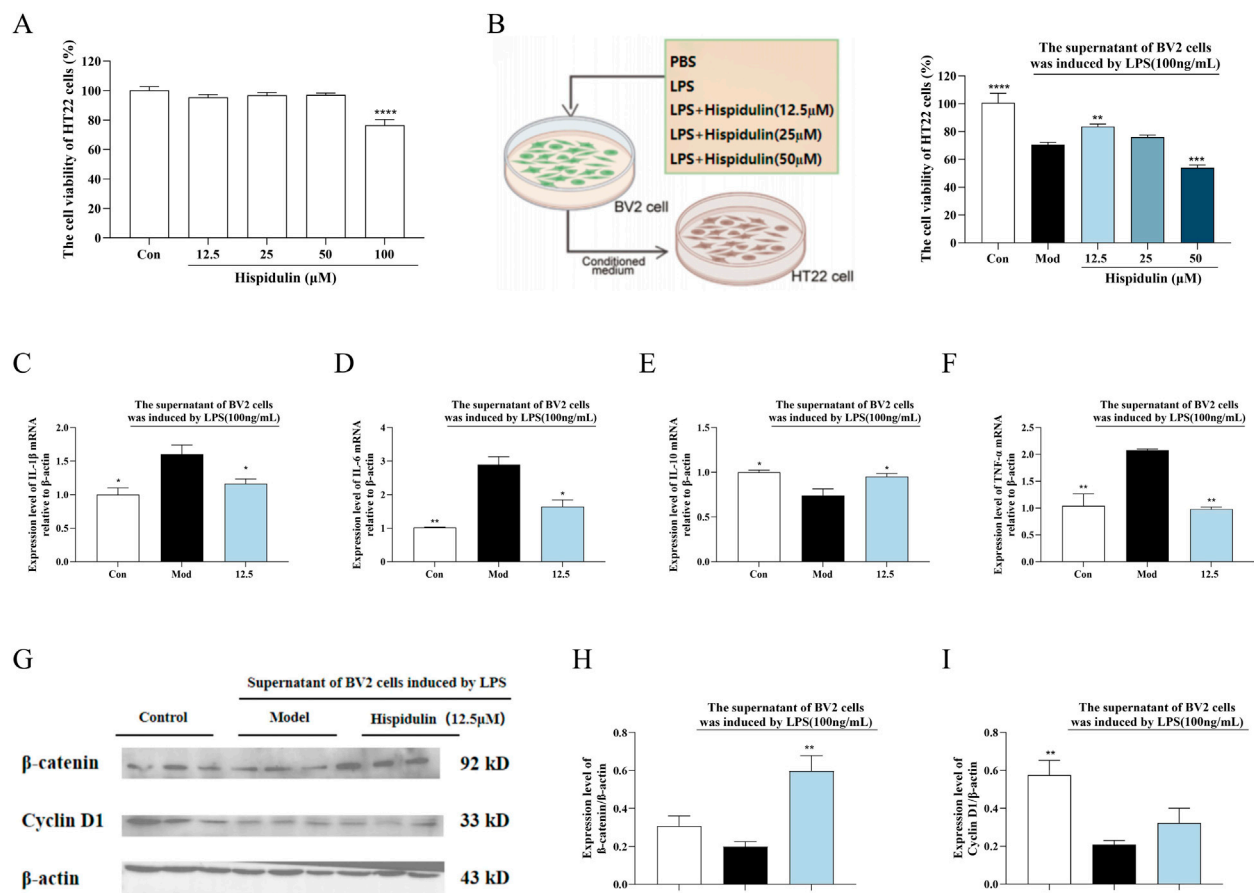 A
The cell viability of HT22 cells (%)
120
100
80
60
40
20
0
****
Con
12.5
25
50
100
Hispidulin (μM)
B
PBS
LPS
LPS+Hispidulin(12.5μM)
LPS+Hispidulin(25μM)
LPS+Hispidulin(50μM)
BV2 cell
Conditioned
medium
HT22 cell
The supernatant of BV2 cells
was induced by LPS(100ng/mL)
The cell viability of HT22 cells (%)
120
100
80
60
40
20
0
****
**
***
Con
Mod
12.5
25
50
Hispidulin (μM)
C
The supernatant of BV2 cells
was induced by LPS(100ng/mL)
Expression level of IL-1β mRNA
relative to β-actin
2.0
1.5
1.0
0.5
0.0
*
*
Con
Mod
12.5
D
The supernatant of BV2 cells
was induced by LPS(100ng/mL)
Expression level of IL-6 mRNA
relative to β-actin
4
3
2
1
0
**
*
Con
Mod
12.5
E
The supernatant of BV2 cells
was induced by LPS(100ng/mL)
Expression level of IL-10 mRNA
relative to β-actin
1.5
1.0
0.5
0.0
*
*
Con
Mod
12.5
F
The supernatant of BV2 cells
was induced by LPS(100ng/mL)
Expression level of TNF-α mRNA
relative to β-actin
2.5
2.0
1.5
1.0
0.5
0.0
**
**
Con
Mod
12.5
G
Supernatant of BV2 cells induced by LPS
Control
Model
Hispidulin (12.5μM)
β-catenin
92 kD
Cyclin D1
33 kD
β-actin
43 kD
H
The supernatant of BV2 cells
was induced by LPS(100ng/mL)
Expression level of
β-catenin/β-actin
0.8
0.6
0.4
0.2
0.0
**
I
The supernatant of BV2 cells
was induced by LPS(100ng/mL)
Expression level of
Cyclin D1/β-actin
0.8
0.6
0.4
0.2
0.0
**